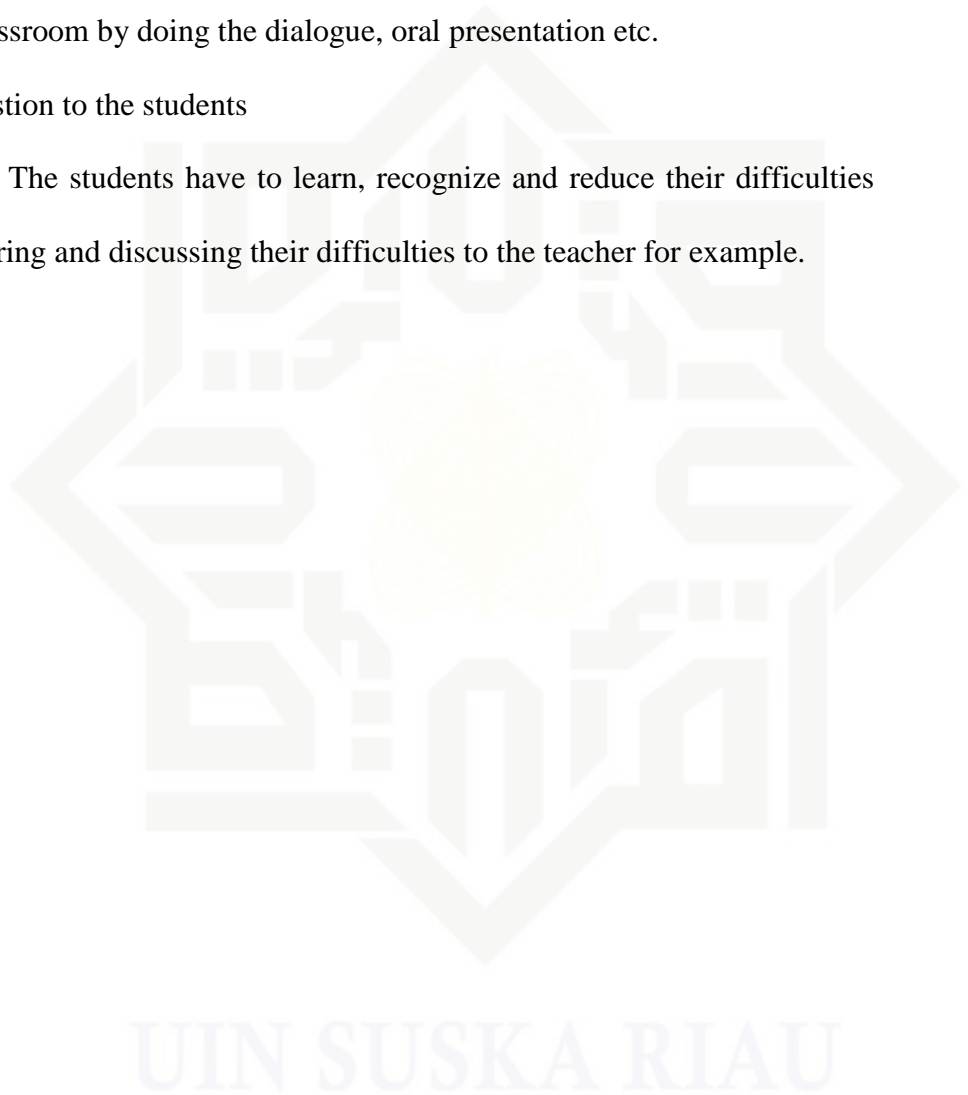 ssroom by doing the dialogue, oral presentation etc.
stion to the students
The students have to learn, recognize and reduce their difficulties
ring and discussing their difficulties to the teacher for example.
UIN SUSKA RIAU